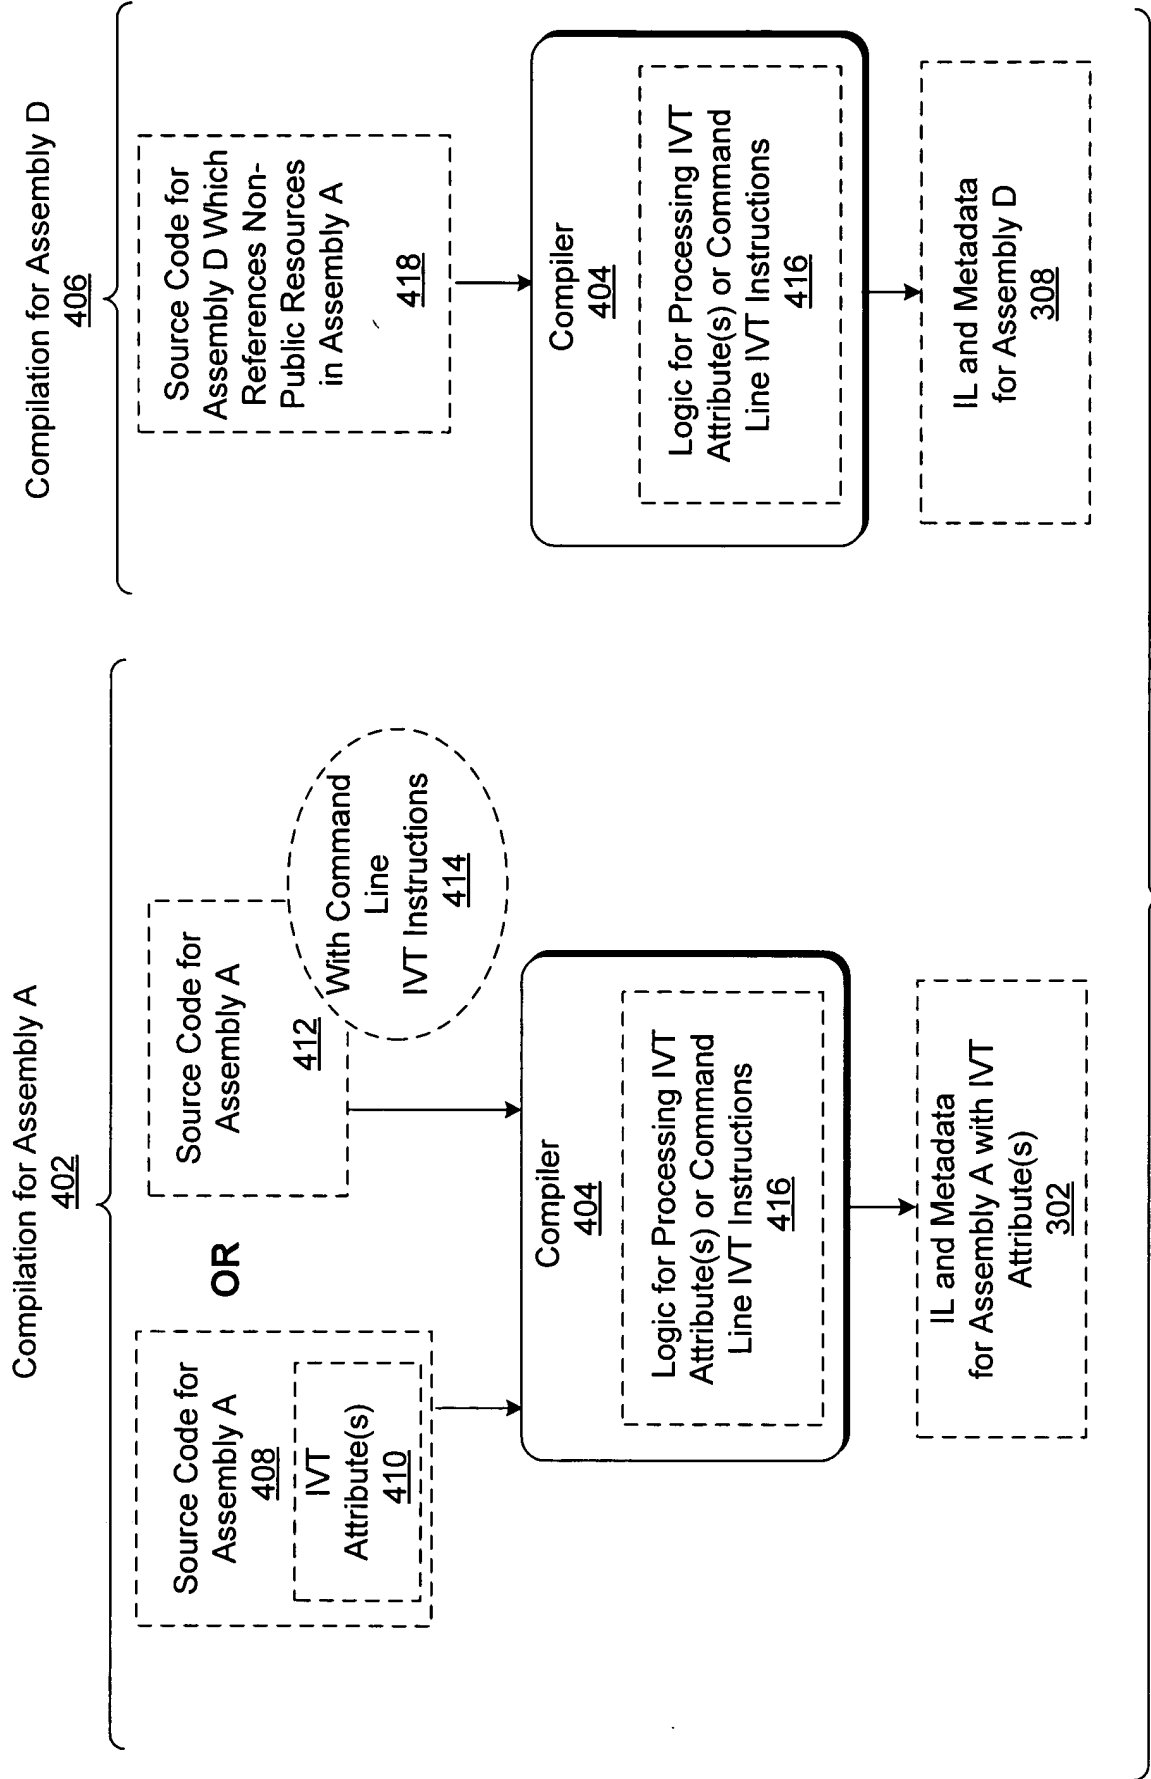 Compilation for Assembly A
402
Source Code for
Assembly A
408
IVT
Attribute(s)
410
OR
Source Code for
Assembly A
412
With Command
Line
IVT Instructions
414
Compiler
404
Logic for Processing IVT
Attribute(s) or Command
Line IVT Instructions
416
IL and Metadata
for Assembly A with IVT
Attribute(s)
302
Compilation for Assembly D
406
Source Code for
Assembly D Which
References Non-
Public Resources
in Assembly A
418
Compiler
404
Logic for Processing IVT
Attribute(s) or Command
Line IVT Instructions
416
IL and Metadata
for Assembly D
308